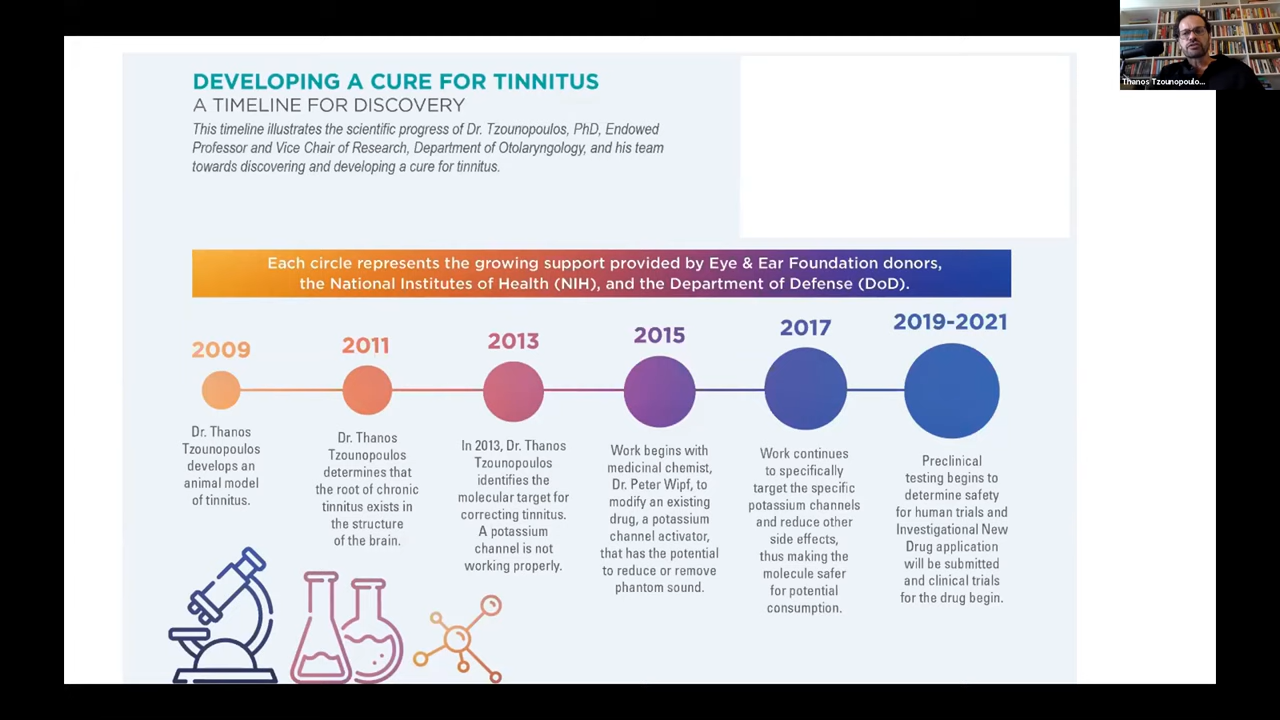 DEVELOPING A CURE FOR TINNITUS
A TIMELINE FOR DISCOVERY
This timeline illustrates the scientific progress of Dr. Tzounopoulos, PhD, Endowed
Professor and Vice Chair of Research, Department of Otolaryngology, and his team
towards discovering and developing a cure for tinnitus.
Thanos Tzounopoulo...
Each circle represents the growing support provided by Eye & Ear Foundation donors,
the National Institutes of Health (NIH), and the Department of Defense (DoD).
2009
Dr. Thanos
Tzounopoulos
develops an
animal model
of tinnitus.
2011
Dr. Thanos
Tzounopoulos
determines that
the root of chronic
tinnitus exists in
the structure
of the brain.
2013
In 2013, Dr. Thanos
Tzounopoulos
identifies the
molecular target for
correcting tinnitus.
A potassium
channel is not
working properly.
2015
Work begins with
medicinal chemist,
Dr. Peter Wipf, to
modify an existing
drug, a potassium
channel activator,
that has the potential
to reduce or remove
phantom sound.
2017
Work continues
to specifically
target the specific
potassium channels
and reduce other
side effects,
thus making the
molecule safer
for potential
consumption.
2019-2021
Preclinical
testing begins to
determine safety
for human trials and
Investigational New
Drug application
will be submitted
and clinical trials
for the drug begin.